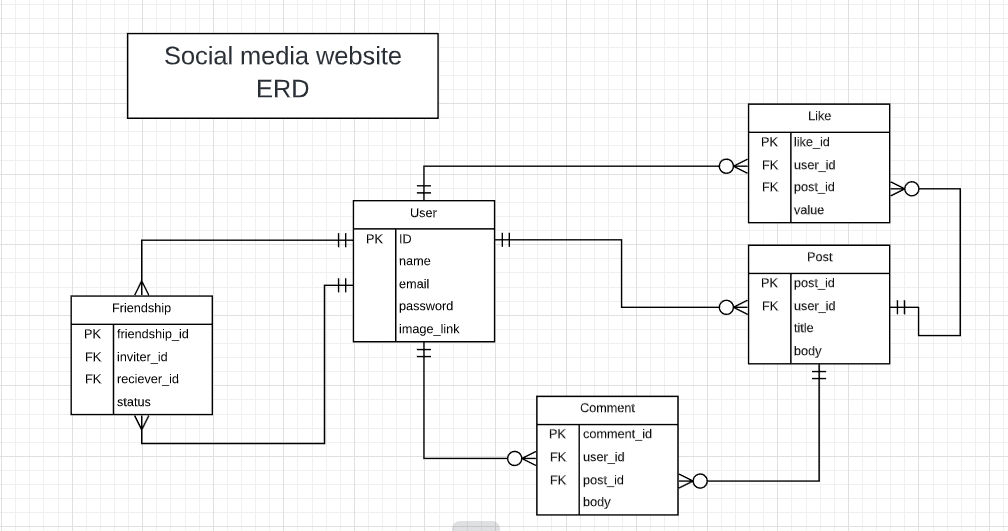 Social media website
ERD
Like
PK like_id
FK user_id
FK post_id
value
User
PK ID
name
email
password
image_link
Post
PK post_id
FK user_id
title
body
Friendship
PK friendship_id
FK inviter_id
FK reciever_id
status
Comment
PK comment_id
FK user_id
FK post_id
body